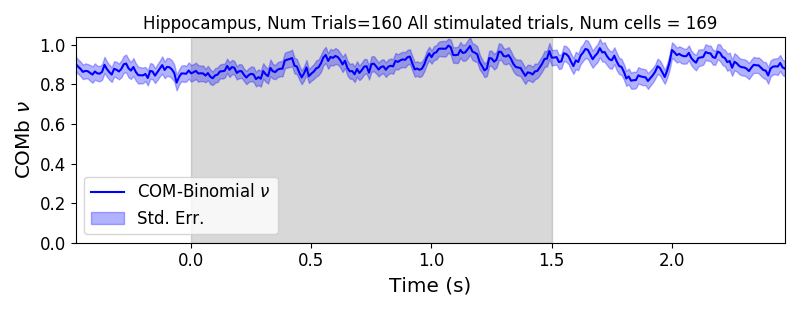 Hippocampus, Num Trials=160 All stimulated trials, Num cells = 169
COMb ν
1.0
0.8
0.6
0.4
0.2
0.0
COM-Binomial ν
Std. Err.
0.0 0.5 1.0 1.5 2.0
Time (s)